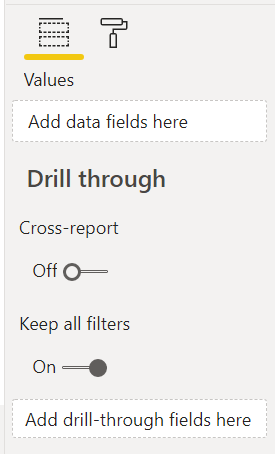 Values
Add data fields here
Drill through
Cross-report
Off
Keep all filters
On
Add drill-through fields here